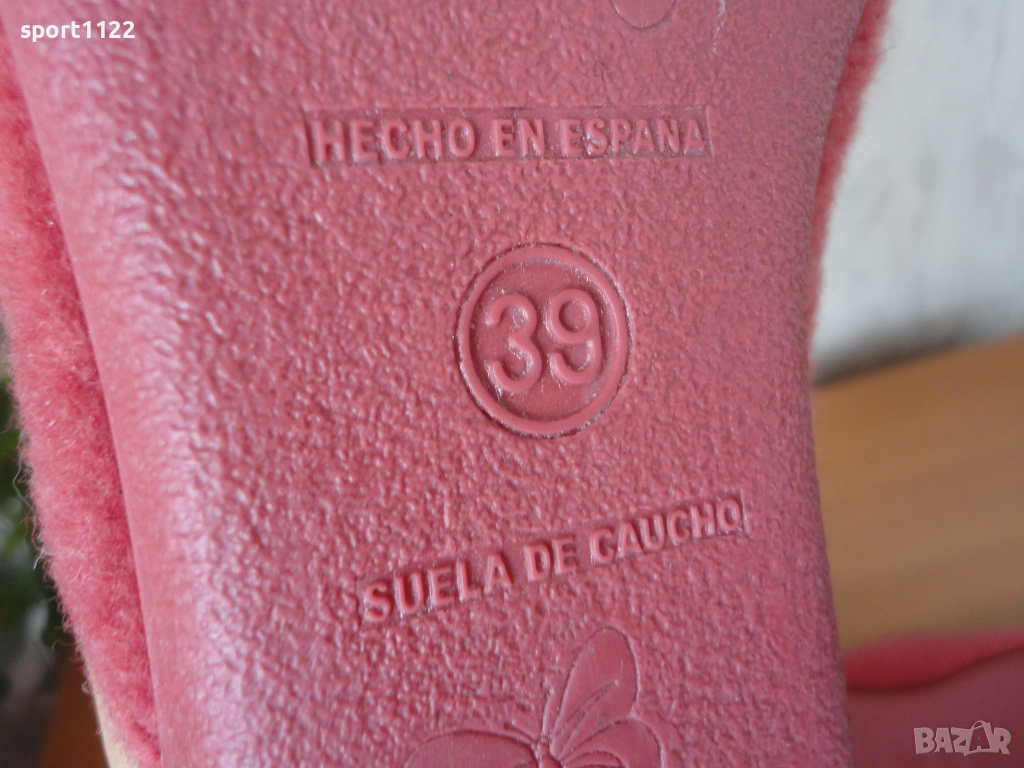 sport1122
HECHO EN ESPAÑA
39
SUELA DE CAUCHO
BAZAR